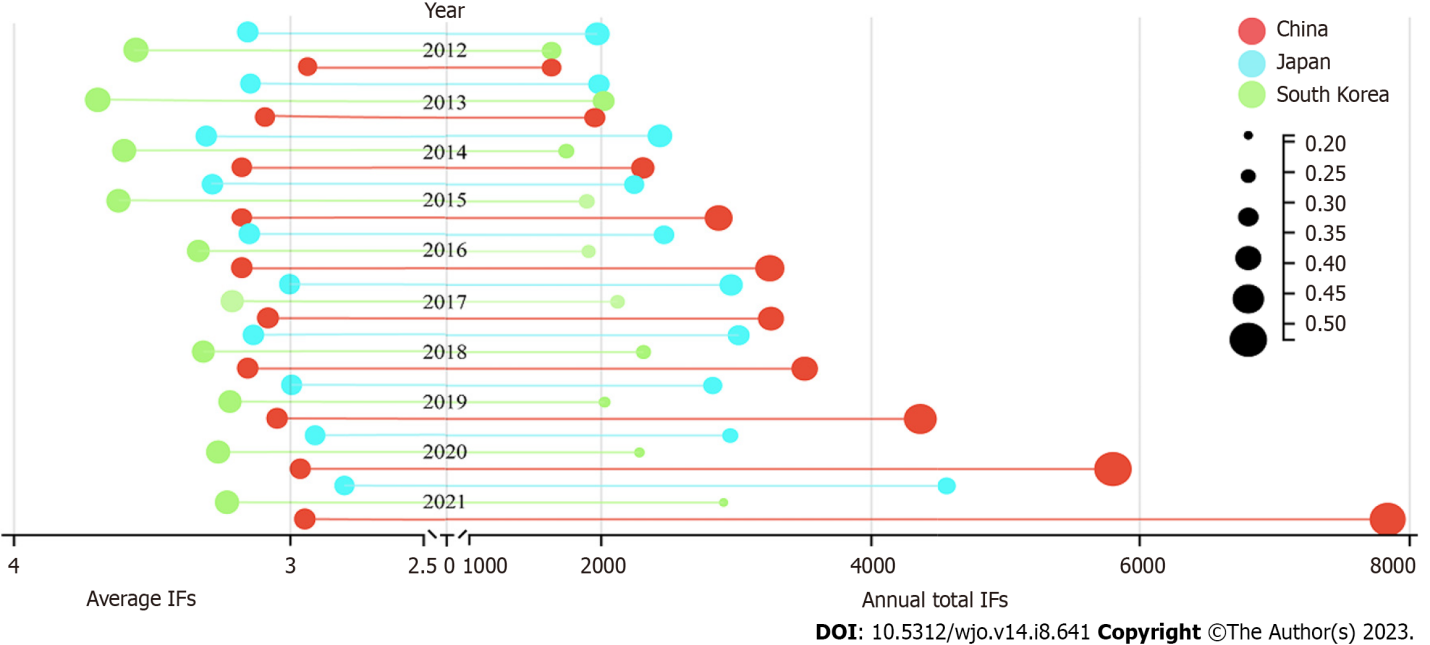 Year
China
Japan
South Korea
2012
2013
2014
2015
2016
2017
2018
2019
2020
2021
0.20
0.25
0.30
0.35
0.40
0.45
0.50
4 3 2.5 0 1000 2000 4000 6000 8000
Average IFs Annual total IFs
DOI: 10.5312/wjo.v14.i8.641 Copyright ©The Author(s) 2023.